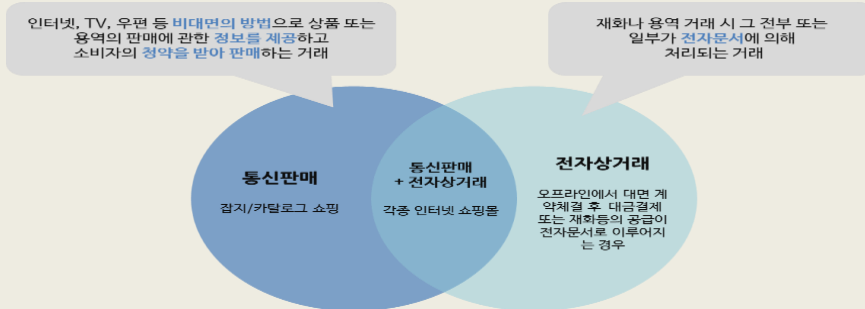 인터넷, TV, 우편 등 비대면의 방법으로 상품 또는
용역의 판매에 관한 정보를 제공하고
소비자의 청약을 받아 판매하는 거래
재화나 용역 거래 시 그 전부 또는
일부가 전자문서에 의해
처리되는 거래
통신판매
잡지/카달로그 쇼핑
통신판매
+ 전자상거래
각종 인터넷 쇼핑몰
전자상거래
오프라인에서 대면 계
약체결 후 대금결제
또는 재화등의 공급이
전자문서로 이루어지
는 경우